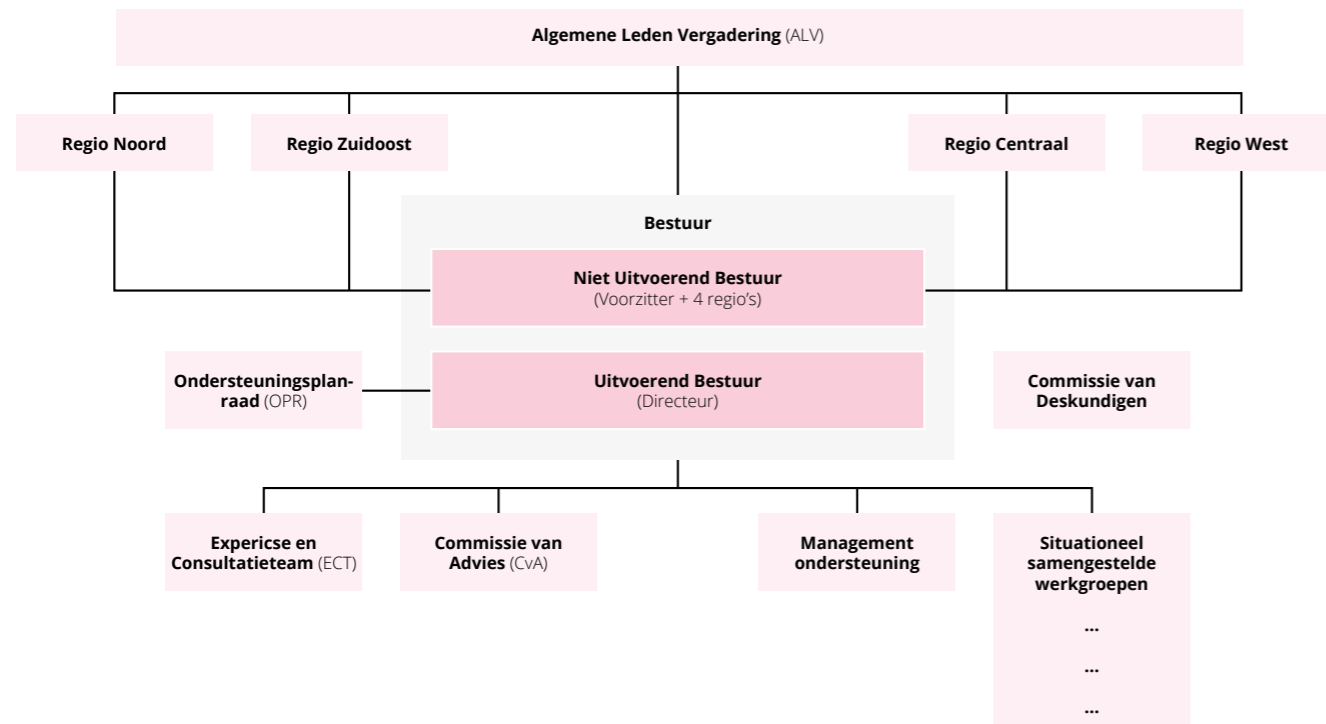 Algemene Leden Vergadering (ALV)
Regio Noord
Regio Zuidoost
Regio Centraal
Regio West
Bestuur
Niet Uitvoerend Bestuur
(Voorzitter + 4 regio’s)
Ondersteuningsplan-
raad (OPR)
Uitvoerend Bestuur
(Directeur)
Commissie van
Deskundigen
Expericse en
Consultatieteam (ECT)
Commissie van
Advies (CvA)
Management
ondersteuning
Situationeel
samengestelde
werkgroepen
...
...
...